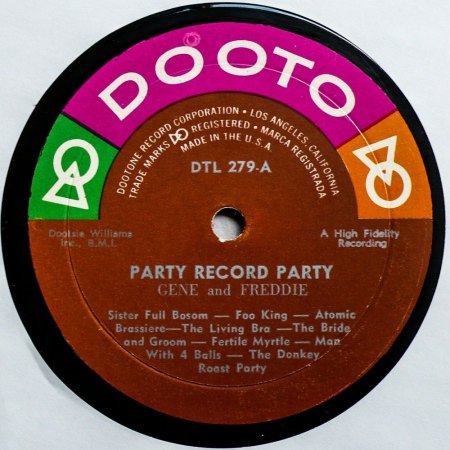 DOOTO
DOOTONE RECORD CORPORATION • LOS ANGELES, CALIFORNIA
TRADE MARKS REGISTERED • MARCA REGISTRADA
MADE IN THE U.S.A.
DTL 279-A
Dootsie Williams
Inc., B.M.I.
A High Fidelity
Recording
PARTY RECORD PARTY
GENE and FREDDIE
Sister Full Bosom — Foo King — Atomic
Brassiere—The Living Bra —The Bride
and Groom — Fertile Myrtle — Man
With 4 Balls — The Donkey
Roast Party